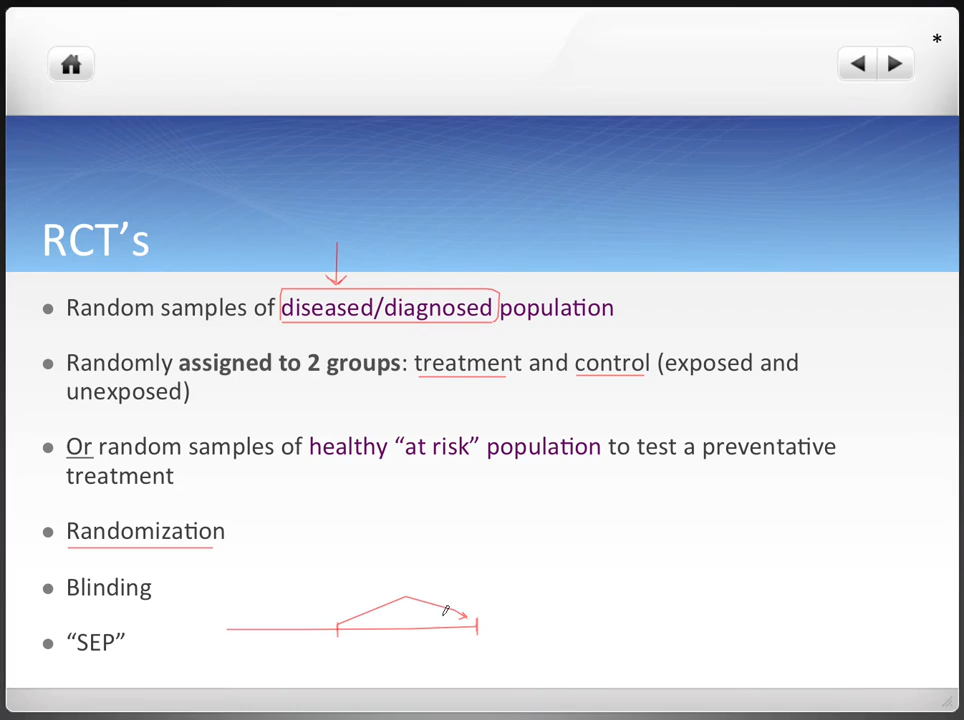 *
RCT’s
Random samples of diseased/diagnosed population
Randomly assigned to 2 groups: treatment and control (exposed and
unexposed)
Or random samples of healthy “at risk” population to test a preventative
treatment
Randomization
Blinding
“SEP”